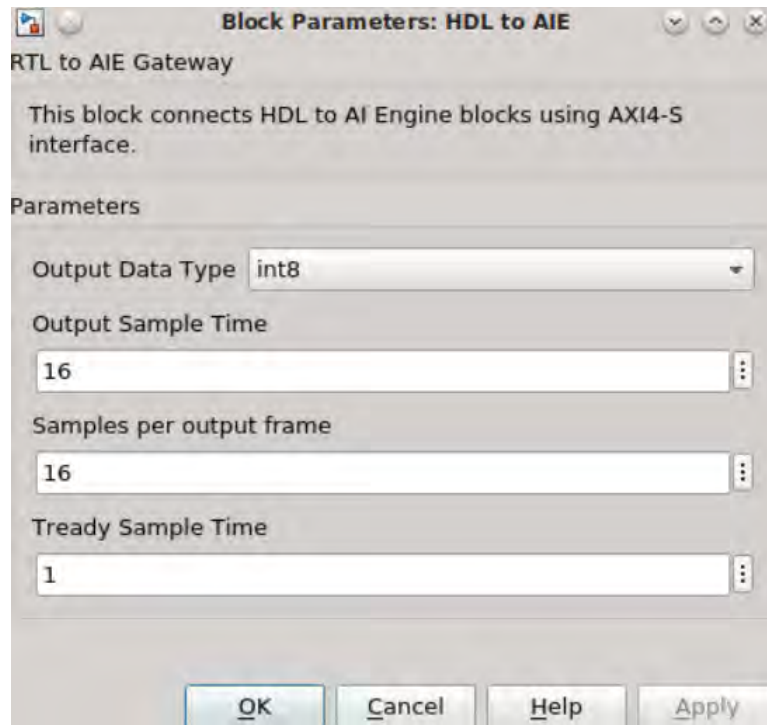 Block Parameters: HDL to AIE
RTL to AIE Gateway
This block connects HDL to AI Engine blocks using AXI4-S
interface.
Parameters
Output Data Type int8
Output Sample Time
16
Samples per output frame
16
Tready Sample Time
1
OK Cancel Help Apply